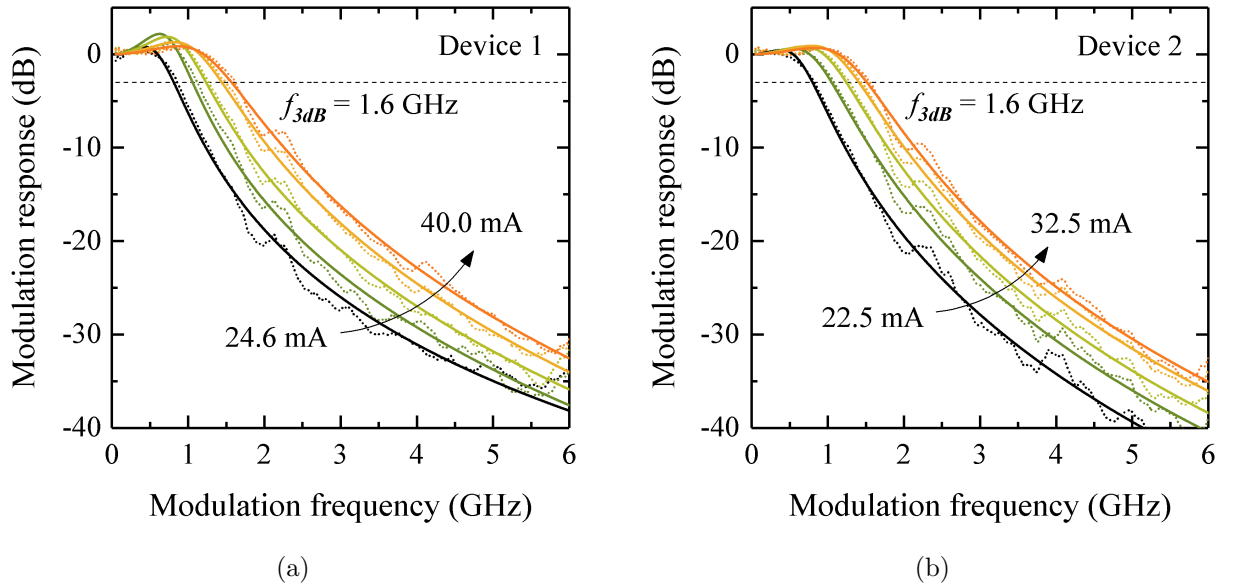 Device 1
f3dB = 1.6 GHz
40.0 mA
24.6 mA
Modulation response (dB)
0
-10
-20
-30
-40
0 1 2 3 4 5 6
Modulation frequency (GHz)
(a)
Device 2
f3dB = 1.6 GHz
32.5 mA
22.5 mA
Modulation response (dB)
0
-10
-20
-30
-40
0 1 2 3 4 5 6
Modulation frequency (GHz)
(b)